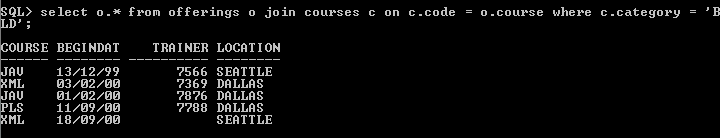 SQL> select o.* from offerings o join courses c on c.code = o.course where c.category = 'B
LD';
COURSE BEGINDAT    TRAINER LOCATION
------ -------- ---------- --------
JAV    13/12/99       7566 SEATTLE
XML    03/02/00       7369 DALLAS
JAV    01/02/00       7876 DALLAS
PLS    11/09/00       7788 DALLAS
XML    18/09/00            SEATTLE